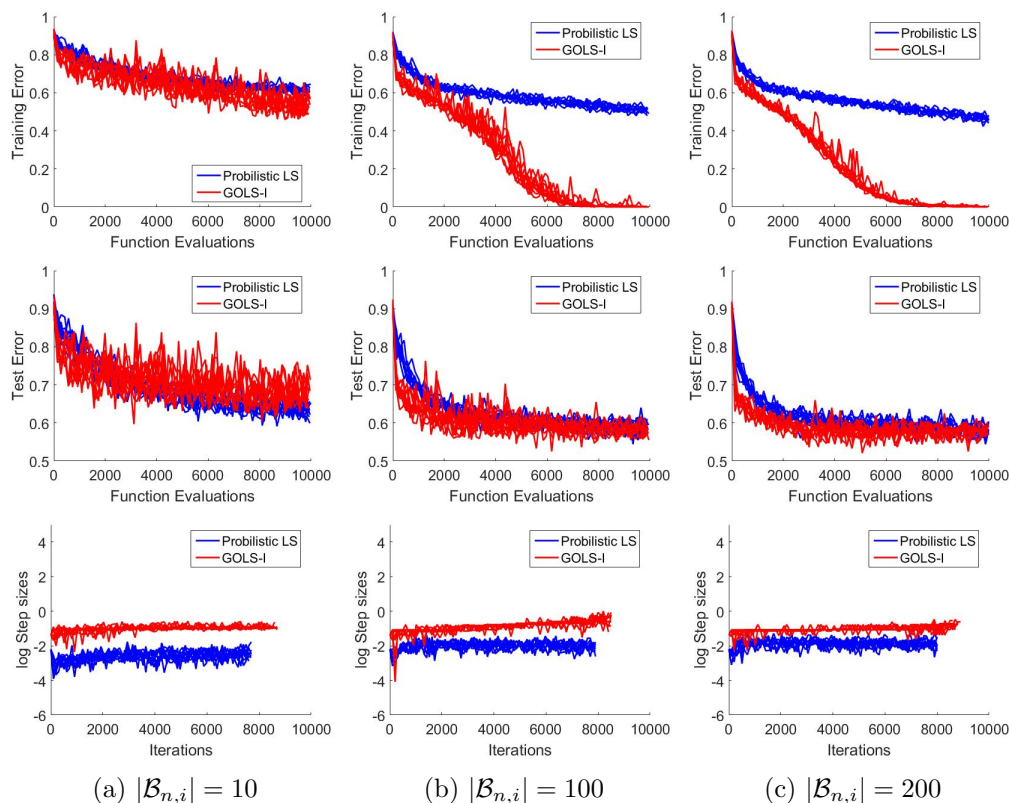 1
0.8
0.6
0.4
0.2
0
Training Error
Probilistic LS
GOLS-I
0 2000 4000 6000 8000 10000
Function Evaluations
1
0.8
0.6
0.4
0.2
0
Training Error
Probilistic LS
GOLS-I
0 2000 4000 6000 8000 10000
Function Evaluations
1
0.8
0.6
0.4
0.2
0
Training Error
Probilistic LS
GOLS-I
0 2000 4000 6000 8000 10000
Function Evaluations
1
0.9
0.8
0.7
0.6
0.5
Test Error
Probilistic LS
GOLS-I
0 2000 4000 6000 8000 10000
Function Evaluations
1
0.9
0.8
0.7
0.6
0.5
Test Error
Probilistic LS
GOLS-I
0 2000 4000 6000 8000 10000
Function Evaluations
1
0.9
0.8
0.7
0.6
0.5
Test Error
Probilistic LS
GOLS-I
0 2000 4000 6000 8000 10000
Function Evaluations
4
2
0
-2
-4
-6
log Step sizes
Probilistic LS
GOLS-I
0 2000 4000 6000 8000 10000
Iterations
4
2
0
-2
-4
-6
log Step sizes
Probilistic LS
GOLS-I
0 2000 4000 6000 8000 10000
Iterations
4
2
0
-2
-4
-6
log Step sizes
Probilistic LS
GOLS-I
0 2000 4000 6000 8000 10000
Iterations
(a) |𝓑n,i| = 10
(b) |𝓑n,i| = 100
(c) |𝓑n,i| = 200